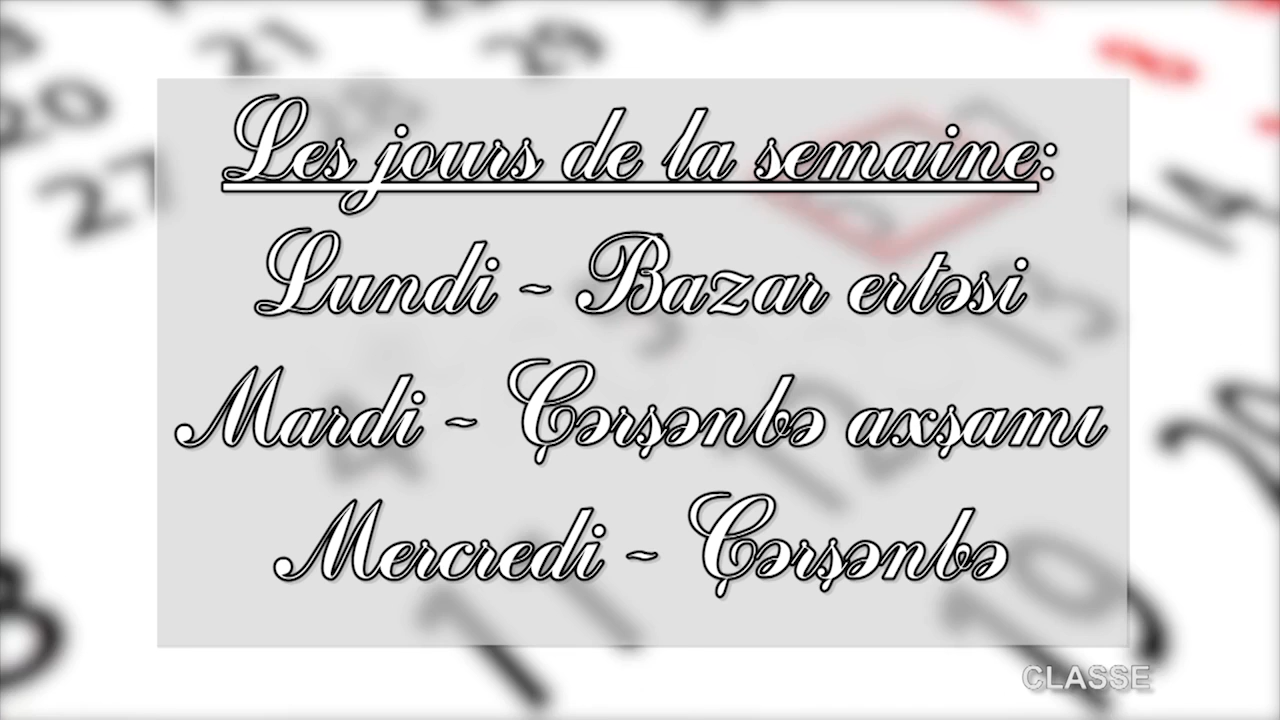 Les jours de la semaine:
Lundi - Bazar ertəsi
Mardi - Çərşənbə axşamı
Mercredi - Çərşənbə
CLASSE